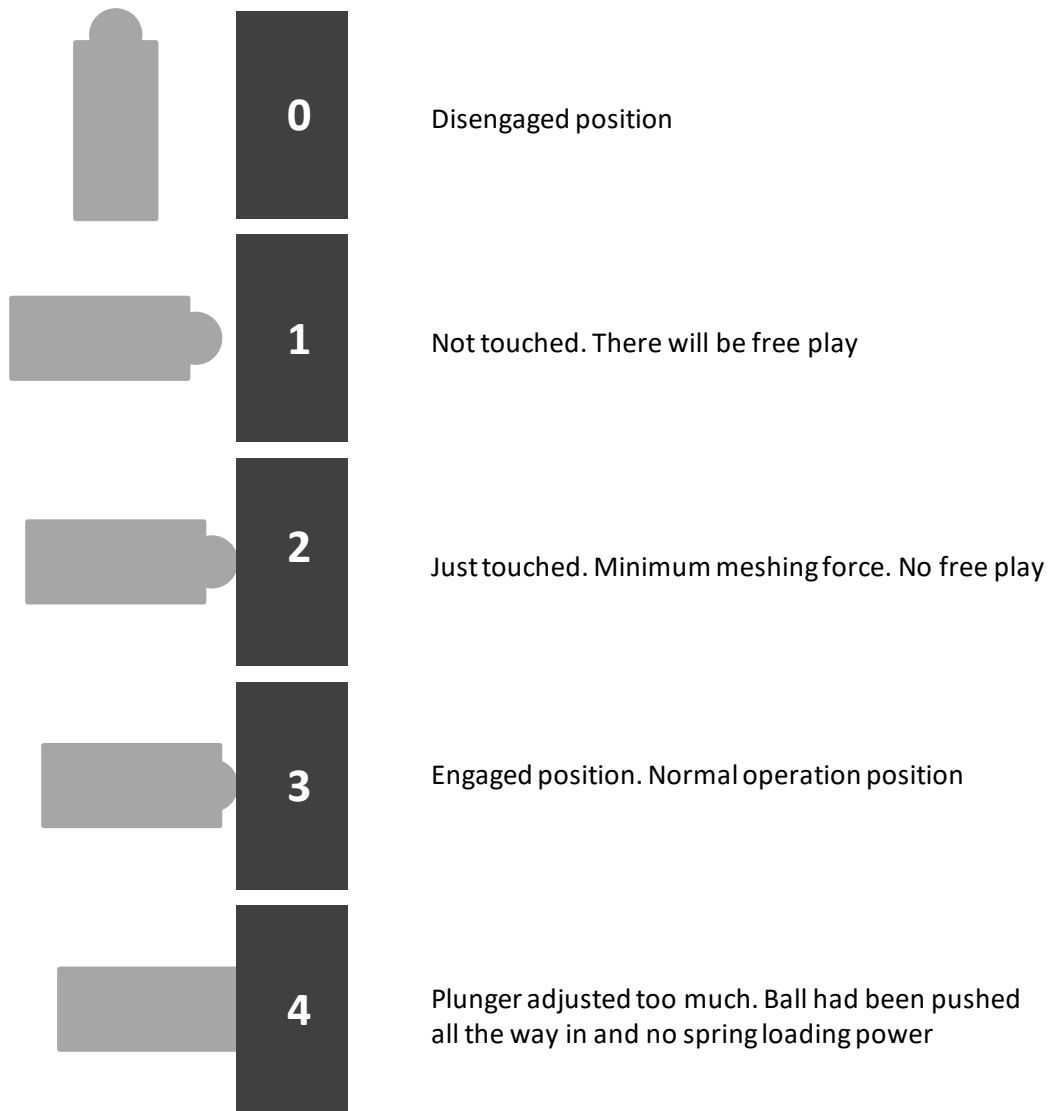 0
Disengaged position
1
Not touched. There will be free play
2
Just touched. Minimum meshing force. No free play
3
Engaged position. Normal operation position
4
Plunger adjusted too much. Ball had been pushed
all the way in and no spring loading power